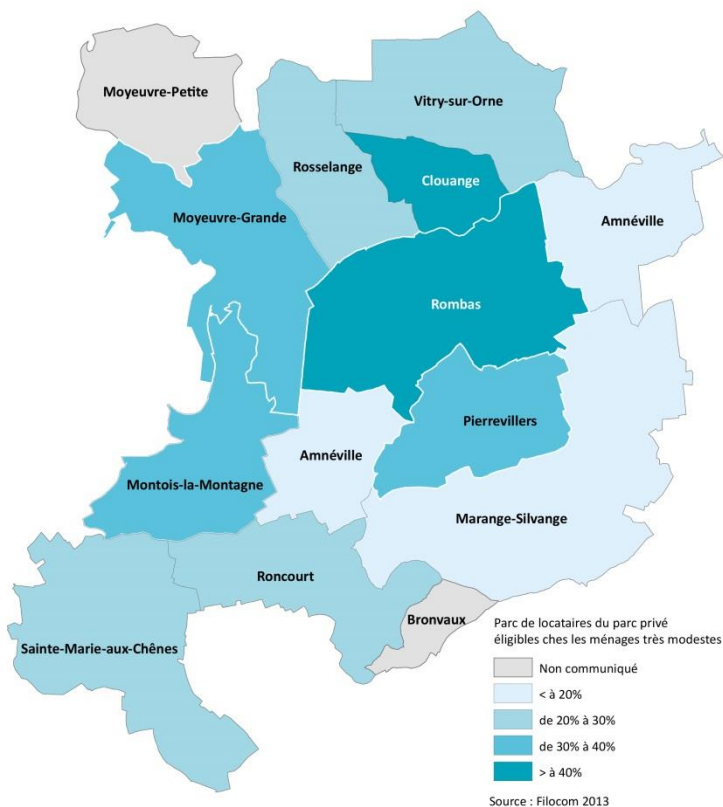 Moyeuvre-Petite
Vitry-sur-Orne
Rosselange
Clouange
Moyeuvre-Grande
Amnéville
Rombas
Pierrevillers
Amnéville
Montois-la-Montagne
Marange-Silvange
Roncourt
Bronvaux
Sainte-Marie-aux-Chênes
Parc de locataires du parc privé
éligibles ches les ménages très modestes
Non communiqué
< à 20%
de 20% à 30%
de 30% à 40%
> à 40%
Source : Filocom 2013